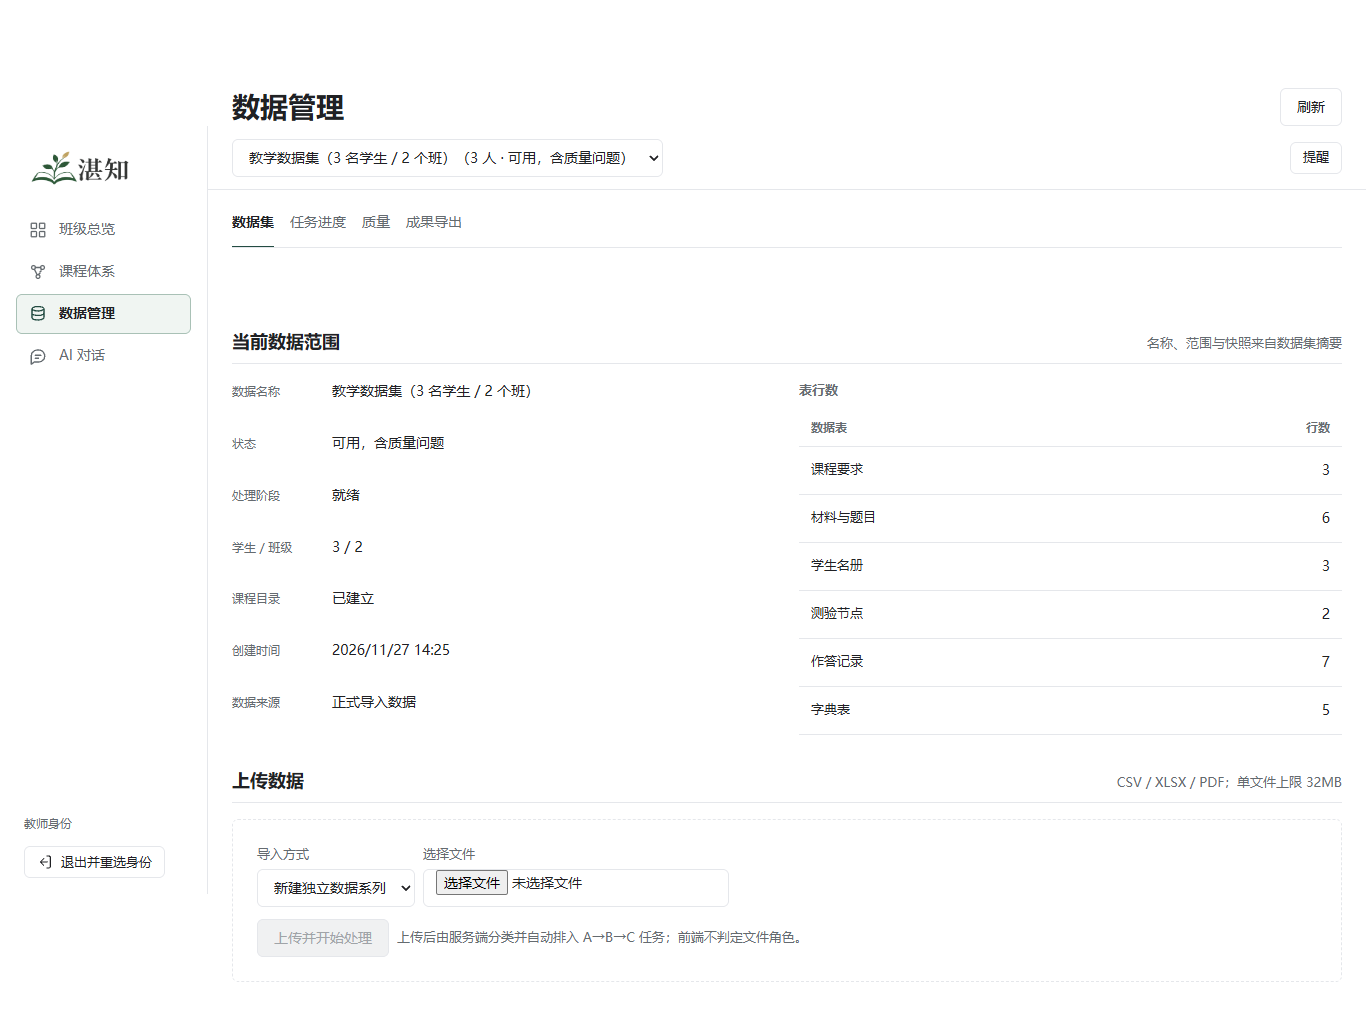 数据管理
刷新
教学数据集（3 名学生 / 2 个班）（3 人 · 可用，含质量问题）
提醒
湛知
班级总览
课程体系
数据管理
AI 对话
教师身份
退出并重选身份
数据集 任务进度 质量 成果导出
当前数据范围
名称、范围与快照来自数据集摘要
数据名称 教学数据集（3 名学生 / 2 个班）
状态 可用，含质量问题
处理阶段 就绪
学生 / 班级 3 / 2
课程目录 已建立
创建时间 2026/11/27 14:25
数据来源 正式导入数据
表行数
数据表 行数
课程要求 3
材料与题目 6
学生名册 3
测验节点 2
作答记录 7
字典表 5
上传数据
CSV / XLSX / PDF；单文件上限 32MB
导入方式 选择文件
新建独立数据系列 选择文件 未选择文件
上传并开始处理 上传后由服务端分类并自动排入 A→B→C 任务；前端不判定文件角色。